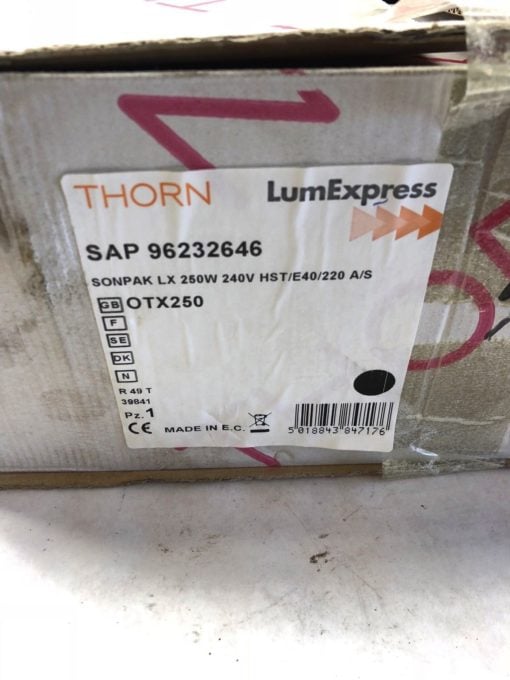 THORN LumExpress
SAP 96232646
SONPAK LX 250W 240V HST/E40/220 A/S
GB OTX250
F
SE
DK
N
R 49 T
39841
Pz. 1
CE MADE IN E.C.
5 018843 847176